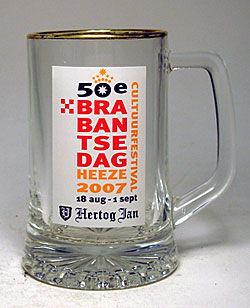 50e
BRA
BAN
TSE
DAG
HEEZE
2007
CULTUURFESTIVAL
18 aug - 1 sept
Hertog Jan